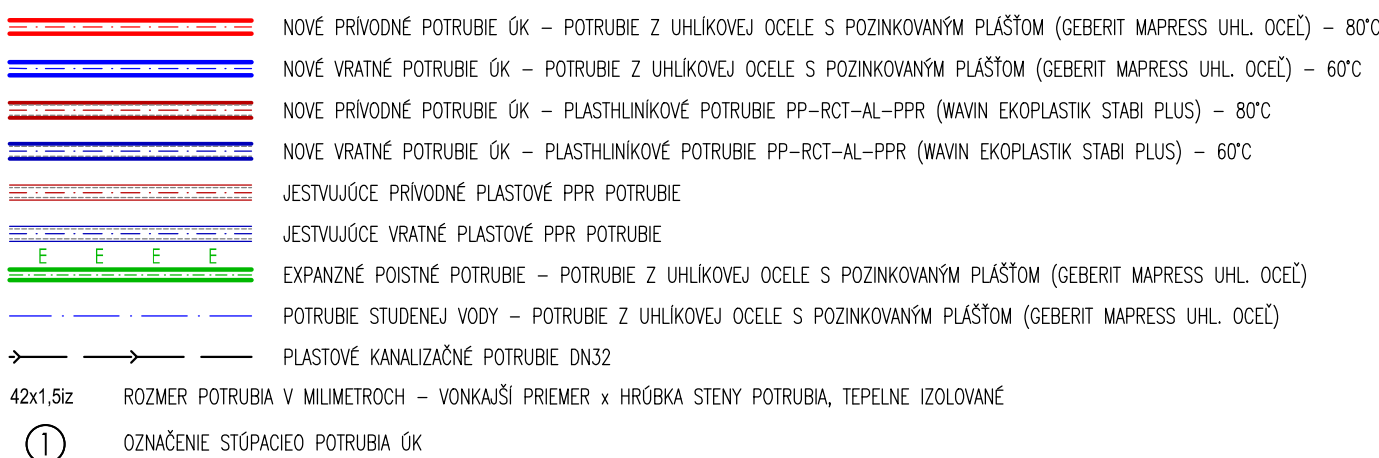 NOVÉ PRÍVODNÉ POTRUBIE ÚK – POTRUBIE Z UHLÍKOVEJ OCELE S POZINKOVANÝM PLÁŠŤOM (GEBERIT MAPRESS UHL. OCEĽ) – 80°C
NOVÉ VRATNÉ POTRUBIE ÚK – POTRUBIE Z UHLÍKOVEJ OCELE S POZINKOVANÝM PLÁŠŤOM (GEBERIT MAPRESS UHL. OCEĽ) – 60°C
NOVE PRÍVODNÉ POTRUBIE ÚK – PLASTHLINÍKOVÉ POTRUBIE PP–RCT–AL–PPR (WAVIN EKOPLASTIK STABI PLUS) – 80°C
NOVE VRATNÉ POTRUBIE ÚK – PLASTHLINÍKOVÉ POTRUBIE PP–RCT–AL–PPR (WAVIN EKOPLASTIK STABI PLUS) – 60°C
JESTVUJÚCE PRÍVODNÉ PLASTOVÉ PPR POTRUBIE
JESTVUJÚCE VRATNÉ PLASTOVÉ PPR POTRUBIE
E E E E
EXPANZNÉ POISTNÉ POTRUBIE – POTRUBIE Z UHLÍKOVEJ OCELE S POZINKOVANÝM PLÁŠŤOM (GEBERIT MAPRESS UHL. OCEĽ)
POTRUBIE STUDENEJ VODY – POTRUBIE Z UHLÍKOVEJ OCELE S POZINKOVANÝM PLÁŠŤOM (GEBERIT MAPRESS UHL. OCEĽ)
PLASTOVÉ KANALIZAČNÉ POTRUBIE DN32
42x1,5iz ROZMER POTRUBIA V MILIMETROCH – VONKAJŠÍ PRIEMER x HRÚBKA STENY POTRUBIA, TEPELNE IZOLOVANÉ
1 OZNAČENIE STÚPACIEO POTRUBIA ÚK